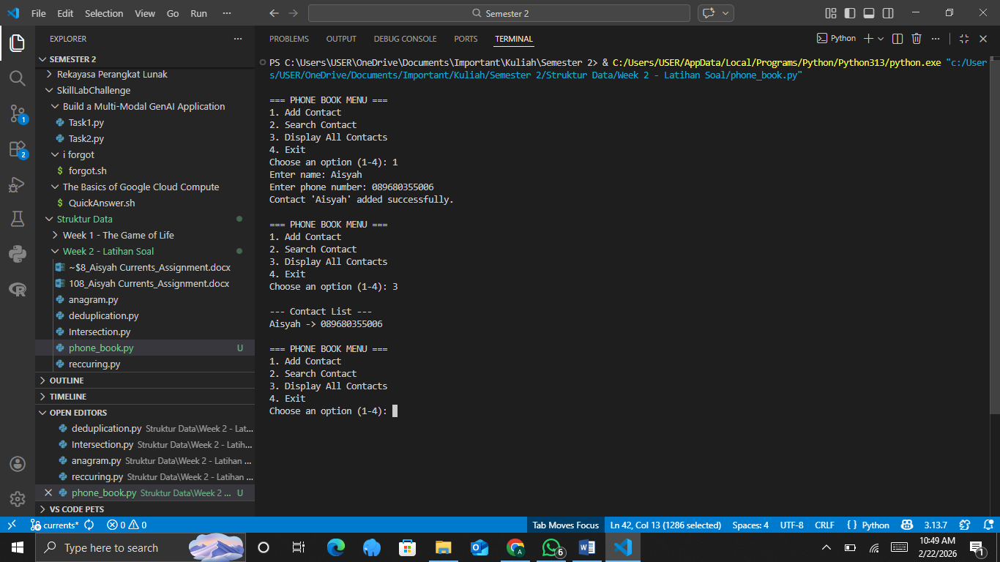 File Edit Selection View Go Run ···
Semester 2
EXPLORER ···
SEMESTER 2
Rekayasa Perangkat Lunak
SkillLabChallenge
Build a Multi-Modal GenAI Application
Task1.py
Task2.py
i forgot
$ forgot.sh
The Basics of Google Cloud Compute
$ QuickAnswer.sh
Struktur Data
Week 1 - The Game of Life
Week 2 - Latihan Soal
~$8_Aisyah Currents_Assignment.docx
108_Aisyah Currents_Assignment.docx
anagram.py
deduplication.py
Intersection.py
phone_book.py U
reccuring.py
OUTLINE
TIMELINE
OPEN EDITORS
deduplication.py Struktur Data\Week 2 - Lat...
Intersection.py Struktur Data\Week 2 - Latih...
anagram.py Struktur Data\Week 2 - Latihan ...
reccuring.py Struktur Data\Week 2 - Latihan ...
phone_book.py Struktur Data\Week 2 ... U
VS CODE PETS
1
2
PROBLEMS OUTPUT DEBUG CONSOLE PORTS TERMINAL
Python
PS C:\Users\USER\OneDrive\Documents\Important\Kuliah\Semester 2> & C:/Users/USER/AppData/Local/Programs/Python/Python313/python.exe "c:/User
s/USER/OneDrive/Documents/Important/Kuliah/Semester 2/Struktur Data/Week 2 - Latihan Soal/phone_book.py"
=== PHONE BOOK MENU ===
1. Add Contact
2. Search Contact
3. Display All Contacts
4. Exit
Choose an option (1-4): 1
Enter name: Aisyah
Enter phone number: 089680355006
Contact 'Aisyah' added successfully.
=== PHONE BOOK MENU ===
1. Add Contact
2. Search Contact
3. Display All Contacts
4. Exit
Choose an option (1-4): 3
--- Contact List ---
Aisyah -> 089680355006
=== PHONE BOOK MENU ===
1. Add Contact
2. Search Contact
3. Display All Contacts
4. Exit
Choose an option (1-4):
currents* 0 0
Tab Moves Focus Ln 42, Col 13 (1286 selected) Spaces: 4 UTF-8 CRLF { } Python 3.13.7
Type here to search
6
10:49 AM
2/22/2026
1